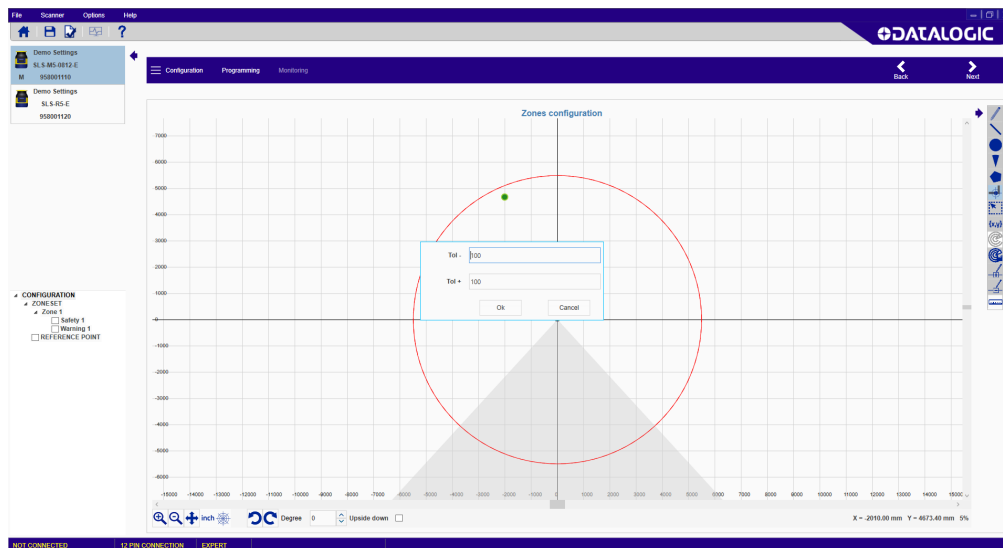 File Scanner Options Help
DATALOGIC
Demo Settings
SLS-M5-0812-E
M 958001110
Demo Settings
SLS-R5-E
958001120
Configuration Programming Monitoring
Back Next
Zones configuration
7000
6000
5000
4000
3000
2000
1000
0
-1000
-2000
-3000
-4000
-5000
-6000
Tol - 100
Tol + 100
Ok Cancel
(x,y)
CONFIGURATION
ZONESET
Zone 1
Safety 1
Warning 1
REFERENCE POINT
-15000 -14000 -13000 -12000 -11000 -10000 -9000 -8000 -7000 -6000 -5000 -4000 -3000 -2000 -1000 0 1000 2000 3000 4000 5000 6000 7000 8000 9000 10000 11000 12000 13000 14000 15000
inch Degree 0 Upside down X = -2010.00 mm Y = 4673.40 mm 5%
NOT CONNECTED 12 PIN CONNECTION EXPERT